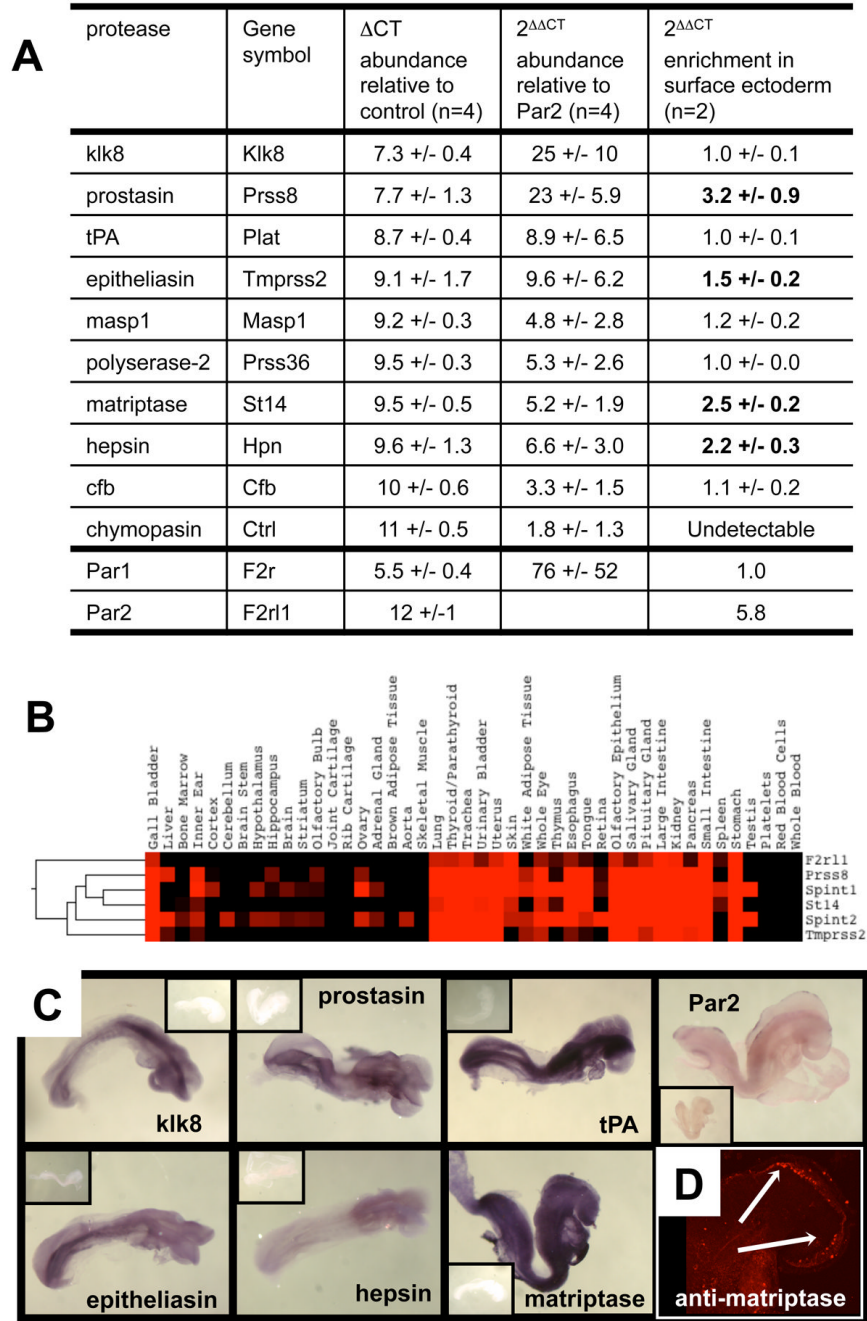 A
protease
Gene symbol
ΔCT abundance relative to control (n=4)
2ΔΔCT abundance relative to Par2 (n=4)
2ΔΔCT enrichment in surface ectoderm (n=2)
klk8 Klk8 7.3 +/- 0.4 25 +/- 10 1.0 +/- 0.1
prostasin Prss8 7.7 +/- 1.3 23 +/- 5.9 3.2 +/- 0.9
tPA Plat 8.7 +/- 0.4 8.9 +/- 6.5 1.0 +/- 0.1
epitheliasin Tmprss2 9.1 +/- 1.7 9.6 +/- 6.2 1.5 +/- 0.2
masp1 Masp1 9.2 +/- 0.3 4.8 +/- 2.8 1.2 +/- 0.2
polyserase-2 Prss36 9.5 +/- 0.3 5.3 +/- 2.6 1.0 +/- 0.0
matriptase St14 9.5 +/- 0.5 5.2 +/- 1.9 2.5 +/- 0.2
hepsin Hpn 9.6 +/- 1.3 6.6 +/- 3.0 2.2 +/- 0.3
cfb Cfb 10 +/- 0.6 3.3 +/- 1.5 1.1 +/- 0.2
chymopasin Ctrl 11 +/- 0.5 1.8 +/- 1.3 Undetectable
Par1 F2r 5.5 +/- 0.4 76 +/- 52 1.0
Par2 F2rl1 12 +/-1 5.8
B
Gall Bladder
Liver
Bone Marrow
Inner Ear
Cortex
Cerebellum
Brain Stem
Hypothalamus
Hippocampus
Brain
Striatum
Olfactory Bulb
Joint Cartilage
Rib Cartilage
Ovary
Adrenal Gland
Brown Adipose Tissue
Aorta
Skeletal Muscle
Lung
Thyroid/Parathyroid
Trachea
Urinary Bladder
Uterus
Skin
White Adipose Tissue
Whole Eye
Thymus
Esophagus
Tongue
Retina
Olfactory Epithelium
Salivary Gland
Pituitary Gland
Large Intestine
Kidney
Pancreas
Small Intestine
Spleen
Stomach
Testis
Platelets
Red Blood Cells
Whole Blood
F2rl1
Prss8
Spint1
St14
Spint2
Tmprss2
C
klk8
prostasin
tPA
Par2
epitheliasin
hepsin
matriptase
D
anti-matriptase